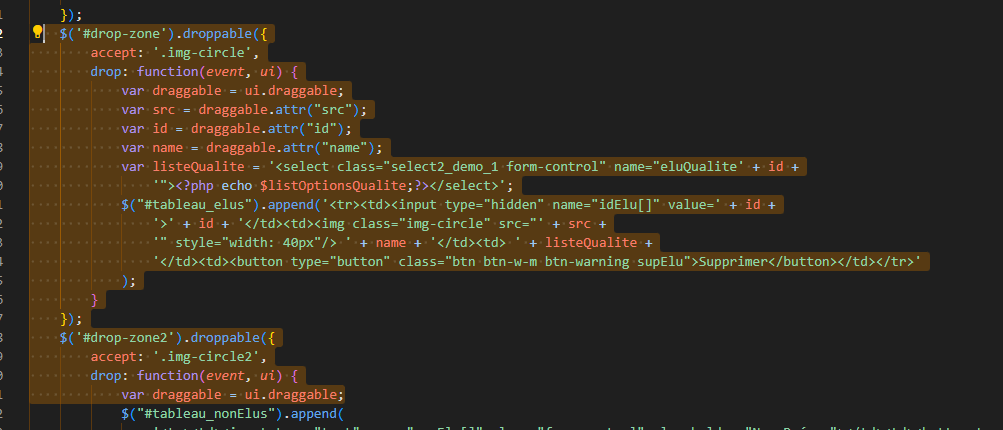 });
$('#drop-zone').droppable({
accept: '.img-circle',
drop: function(event, ui) {
var draggable = ui.draggable;
var src = draggable.attr("src");
var id = draggable.attr("id");
var name = draggable.attr("name");
var listeQualite = '<select class="select2_demo_1 form-control" name="eluQualite' + id +
'"><?php echo $listOptionsQualite;?></select>';
$("#tableau_elus").append('<tr><td><input type="hidden" name="idElu[]" value=' + id +
'>' + id + '</td><td><img class="img-circle" src="' + src +
'" style="width: 40px"/> ' + name + '</td><td> ' + listeQualite +
'</td><td><button type="button" class="btn btn-w-m btn-warning supElu">Supprimer</button></td></tr>'
);
}
});
$('#drop-zone2').droppable({
accept: '.img-circle2',
drop: function(event, ui) {
var draggable = ui.draggable;
$("#tableau_nonElus").append(